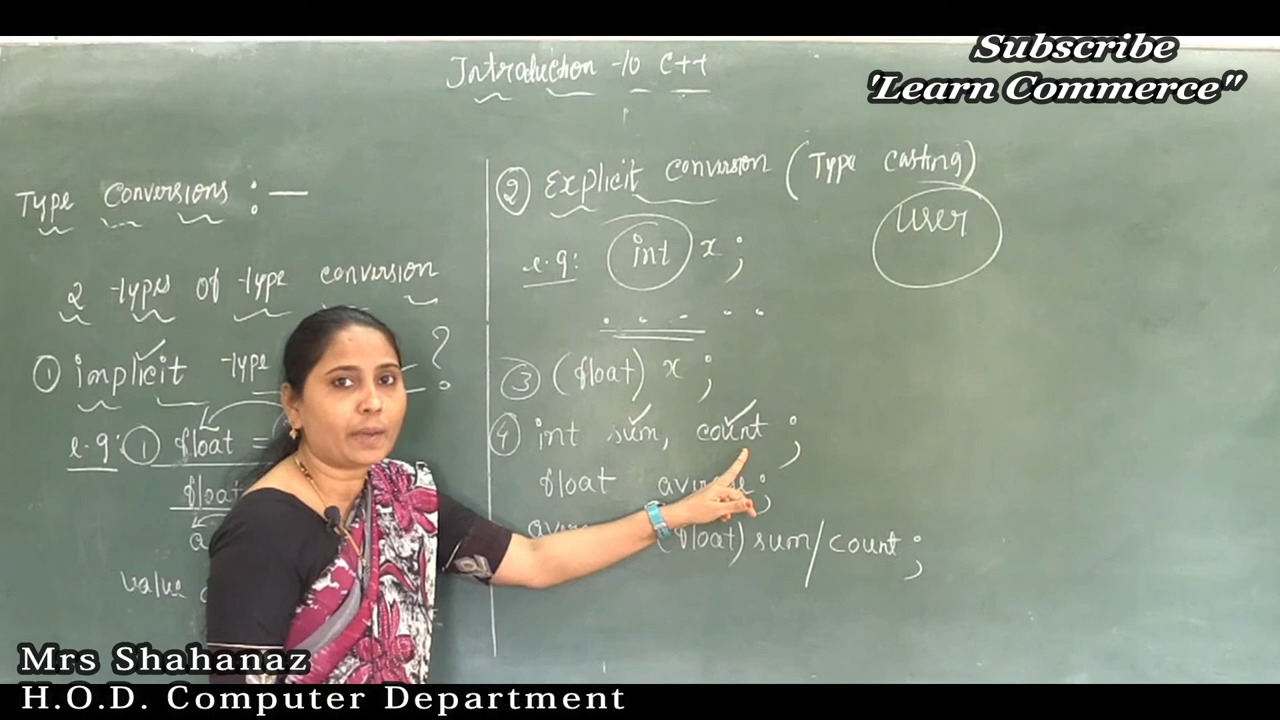 Subscribe
'Learn Commerce"
Introduction to C++
Type Conversions : —
2 types of type conversion
① implicit type ?
e.g: ① float =
float
a
value
② Explicit conversion (Type casting)
user
e.g: int x ;
. . . . . .
③ (float) x ;
④ int sum, count ;
float ;
(float) sum/count ;
Mrs Shahanaz
H.O.D. Computer Department